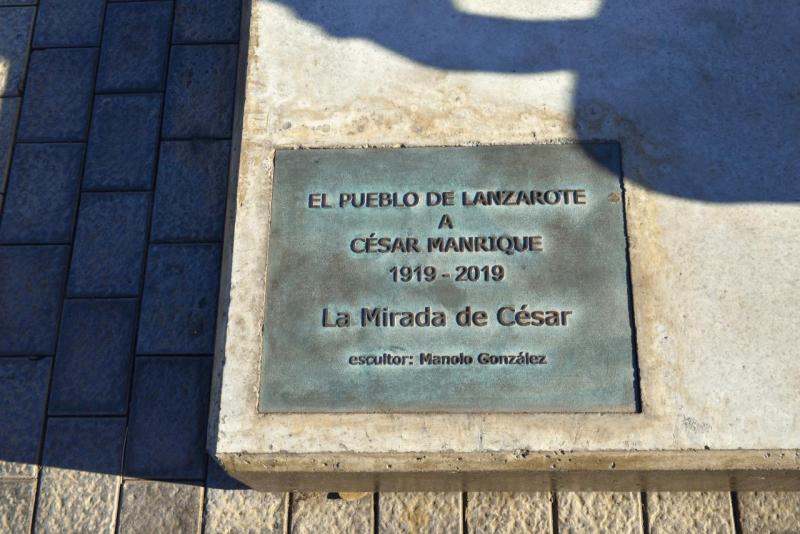 EL PUEBLO DE LANZAROTE
A
CÉSAR MANRIQUE
1919 - 2019
La Mirada de César
escultor: Manolo González